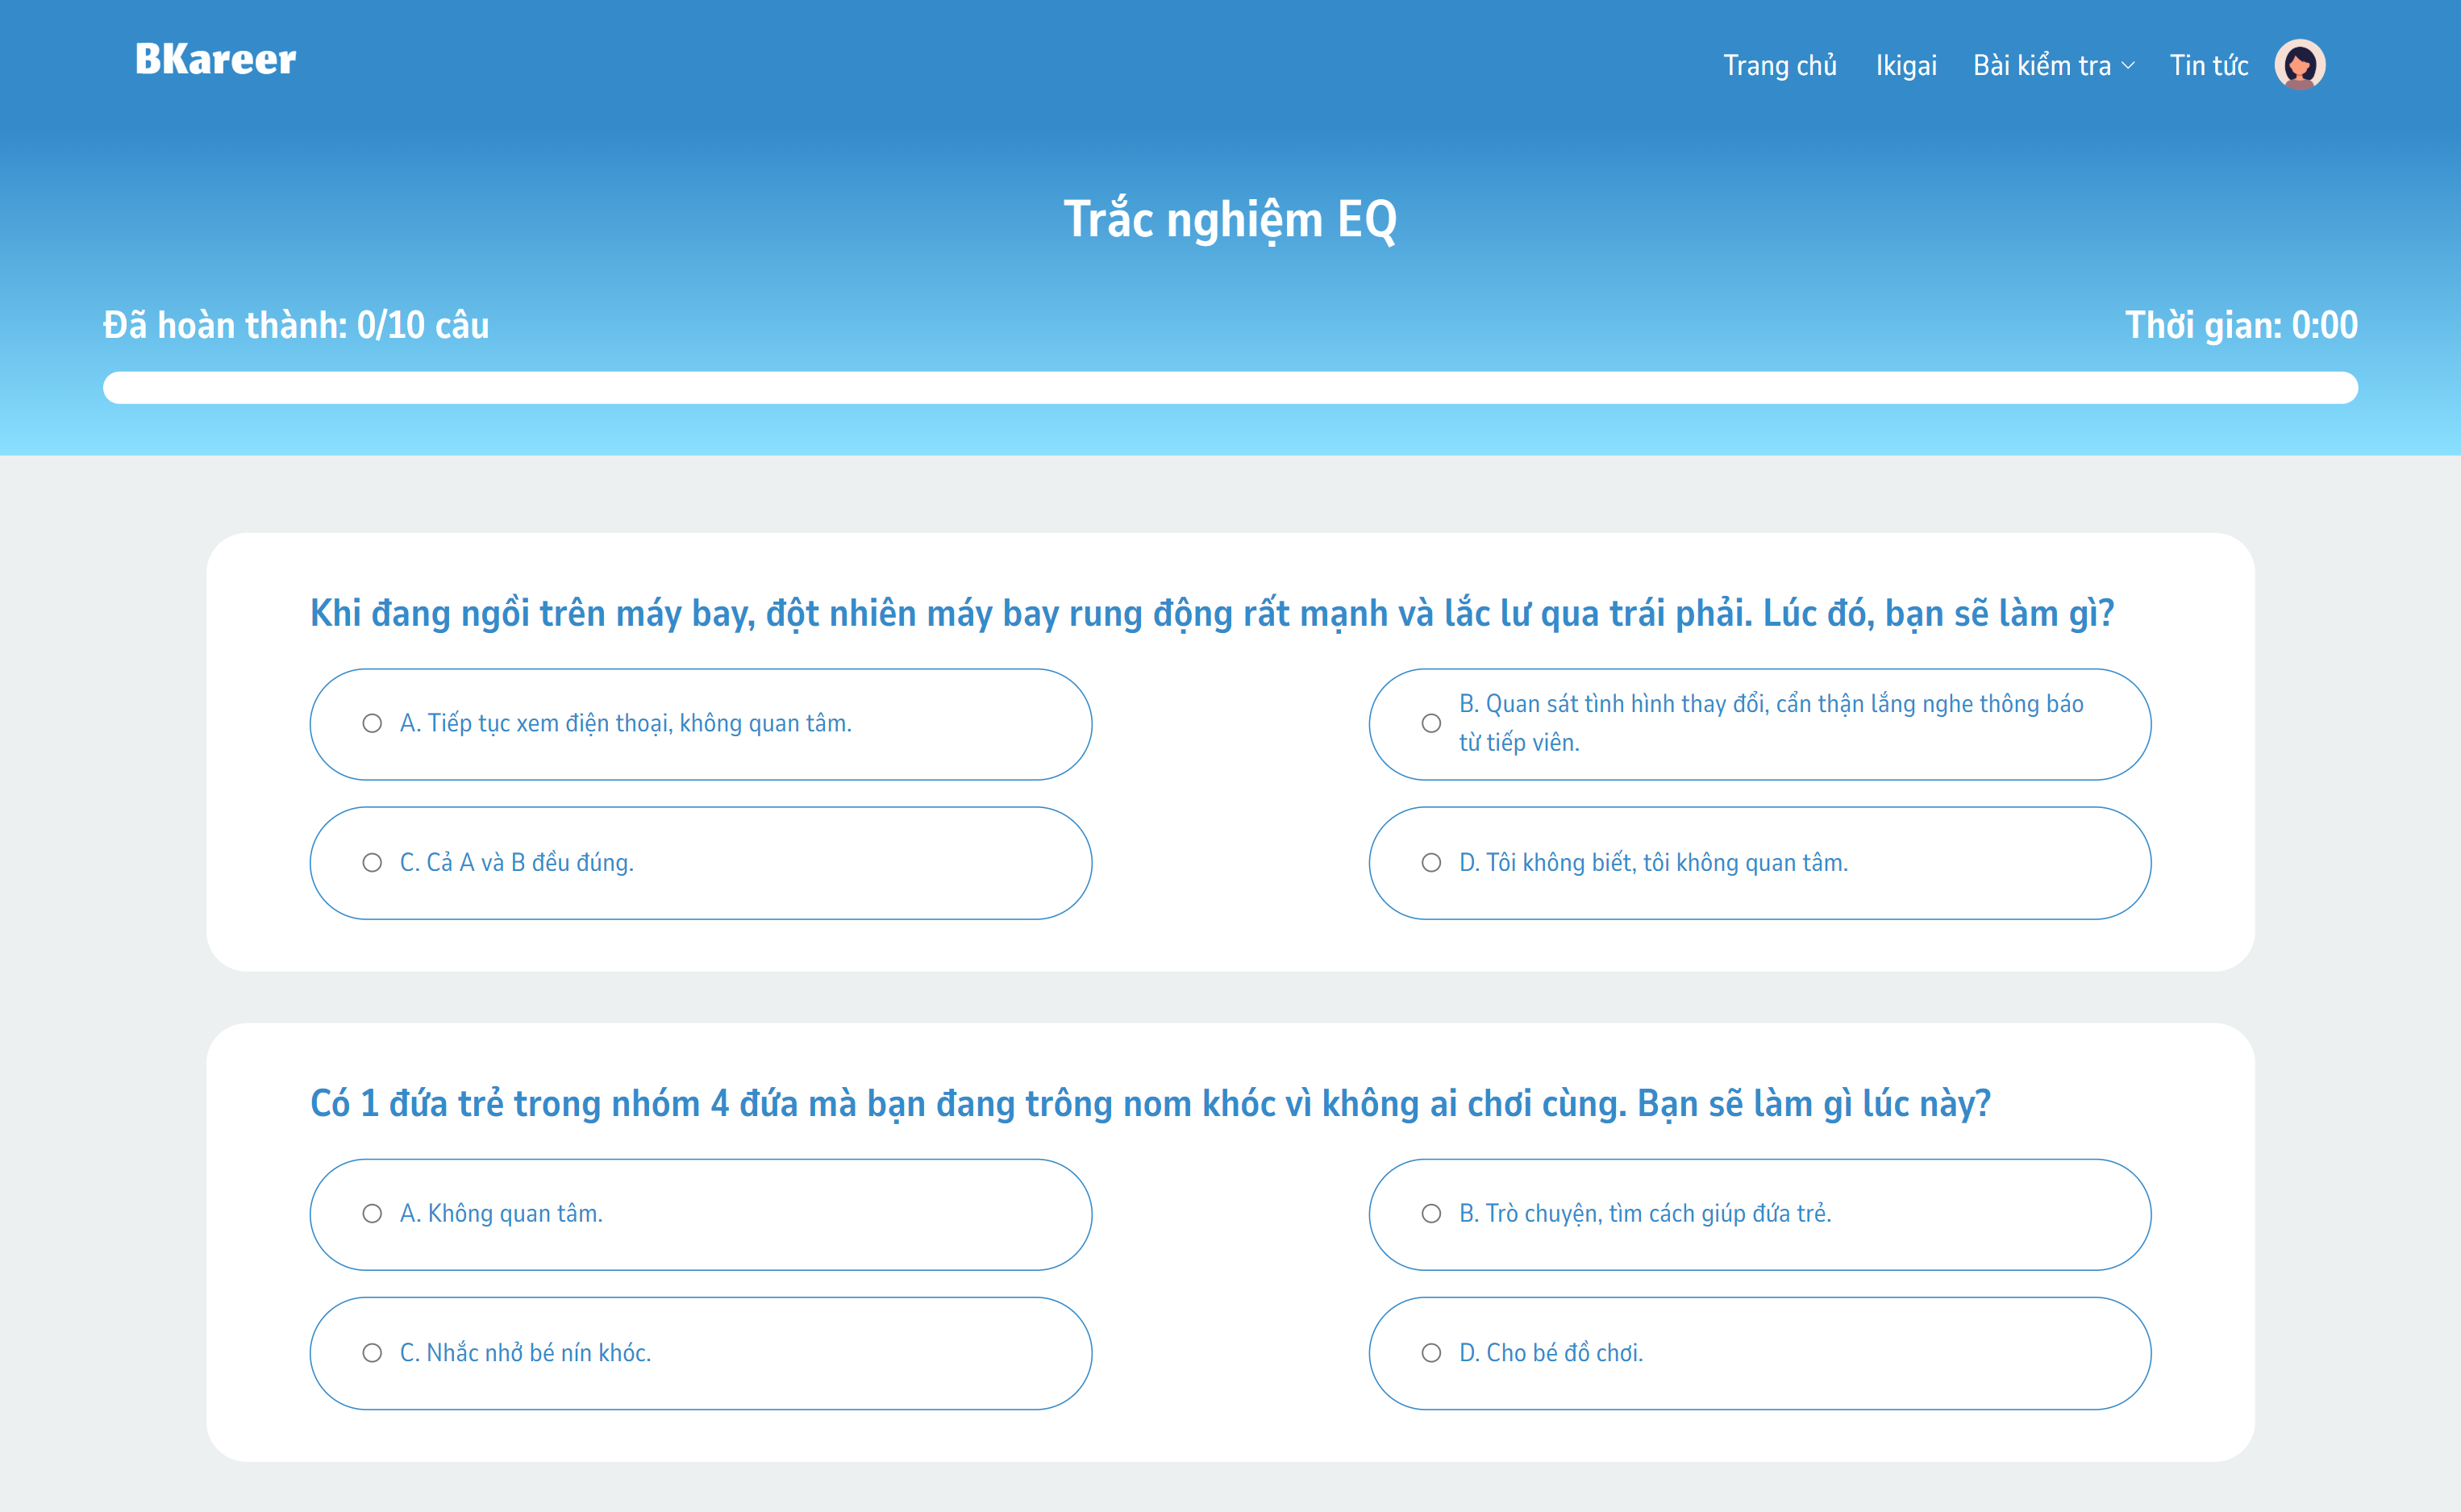 BKareer
Trang chủ Ikigai Bài kiểm tra Tin tức
Trắc nghiệm EQ
Đã hoàn thành: 0/10 câu
Thời gian: 0:00
Khi đang ngồi trên máy bay, đột nhiên máy bay rung động rất mạnh và lắc lư qua trái phải. Lúc đó, bạn sẽ làm gì?
A. Tiếp tục xem điện thoại, không quan tâm.
B. Quan sát tình hình thay đổi, cẩn thận lắng nghe thông báo
từ tiếp viên.
C. Cả A và B đều đúng.
D. Tôi không biết, tôi không quan tâm.
Có 1 đứa trẻ trong nhóm 4 đứa mà bạn đang trông nom khóc vì không ai chơi cùng. Bạn sẽ làm gì lúc này?
A. Không quan tâm.
B. Trò chuyện, tìm cách giúp đứa trẻ.
C. Nhắc nhở bé nín khóc.
D. Cho bé đồ chơi.